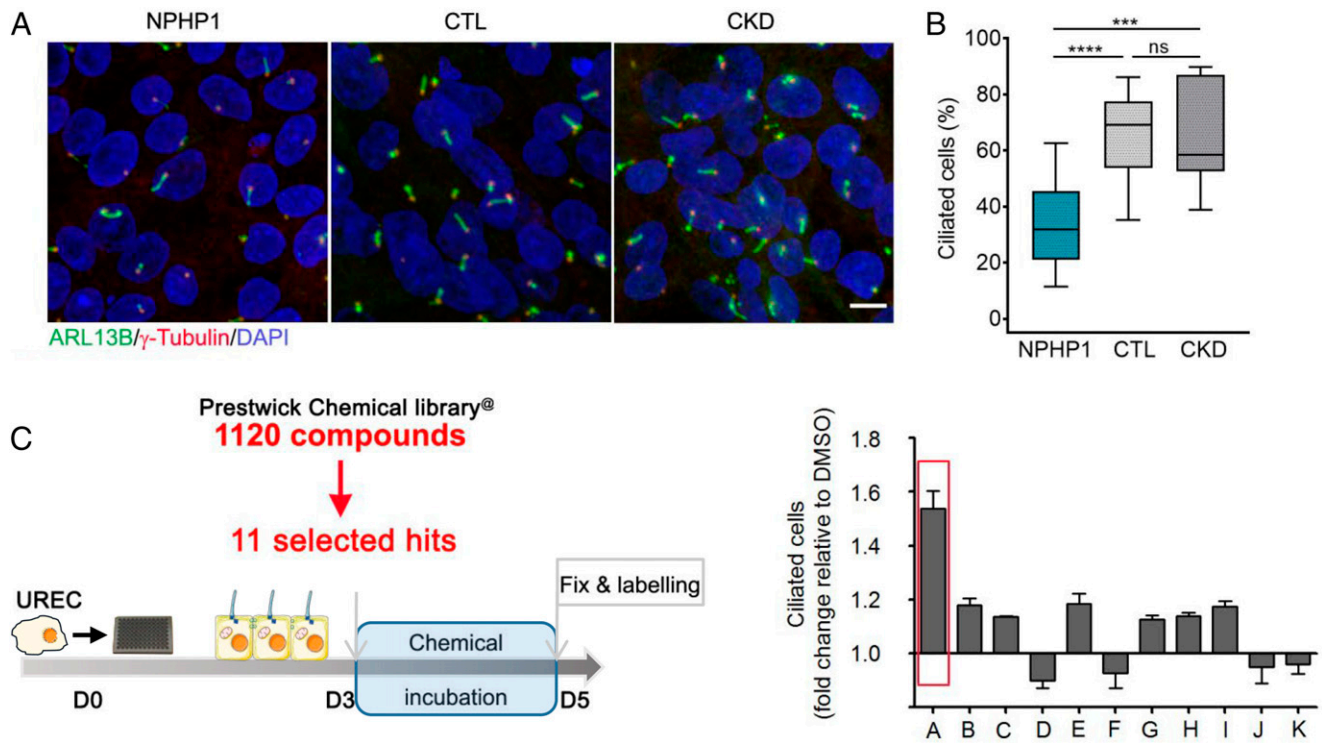 A
NPHP1
CTL
CKD
ARL13B/γ-Tubulin/DAPI
B
***
****
ns
Ciliated cells (%)
100
80
60
40
20
0
NPHP1
CTL
CKD
C
Prestwick Chemical library@
1120 compounds
11 selected hits
UREC
Fix & labelling
Chemical
incubation
D0
D3
D5
Ciliated cells
(fold change relative to DMSO)
1.8
1.6
1.4
1.2
1.0
A B C D E F G H I J K